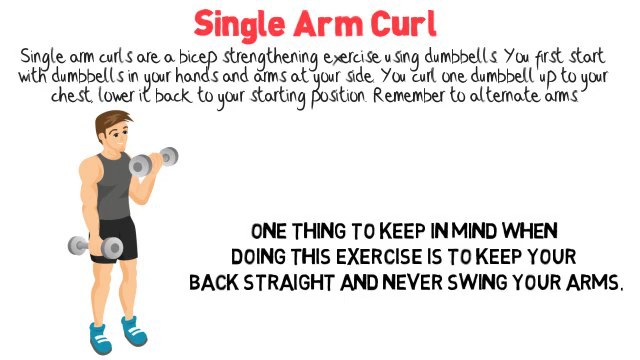 Single Arm Curl
Single arm curls are a bicep strengthening exercise using dumbbells. You first start
with dumbbells in your hands and arms at your side. You curl one dumbbell up to your
chest, lower it back to your starting position. Remember to alternate arms
ONE THING TO KEEP IN MIND WHEN
DOING THIS EXERCISE IS TO KEEP YOUR
BACK STRAIGHT AND NEVER SWING YOUR ARMS.